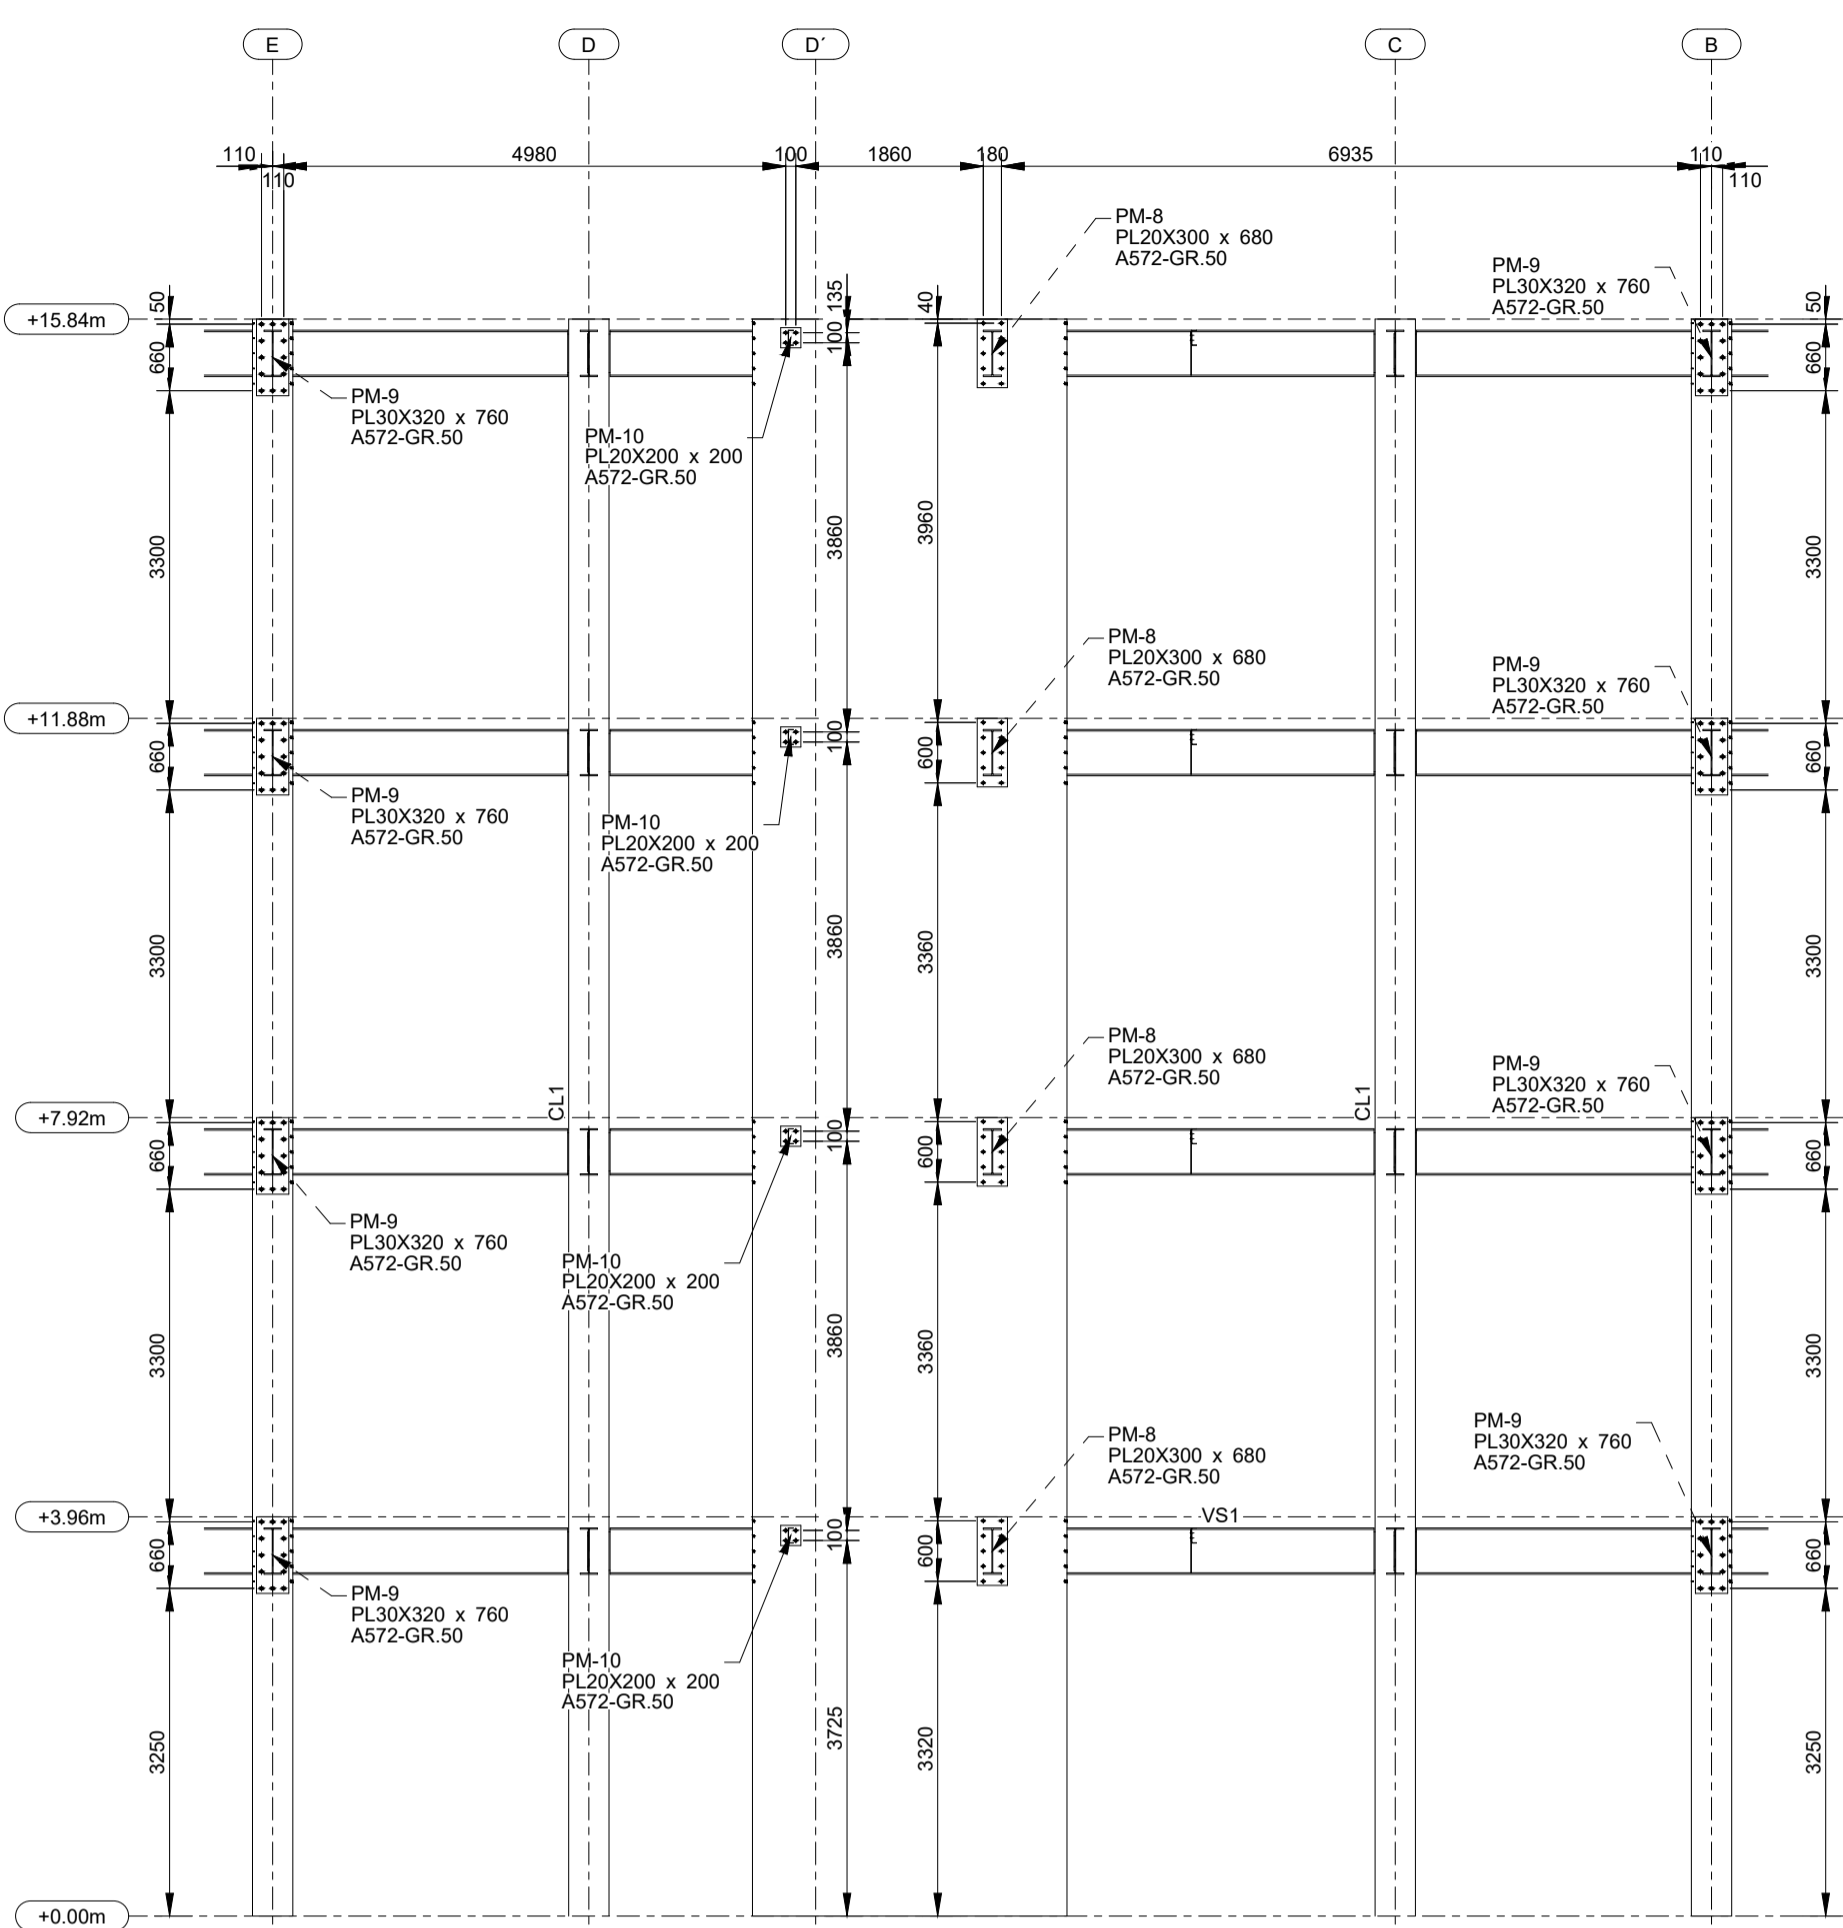 E
D
D´
C
B
110
110
4980
100
1860
180
6935
110
110
PM-8
PL20X300 x 680
A572-GR.50
PM-9
PL30X320 x 760
A572-GR.50
50
135
40
50
+15.84m
660
100
660
PM-9
PL30X320 x 760
A572-GR.50
PM-10
PL20X200 x 200
A572-GR.50
3300
3860
3960
3300
PM-8
PL20X300 x 680
A572-GR.50
PM-9
PL30X320 x 760
A572-GR.50
+11.88m
660
100
600
660
PM-9
PL30X320 x 760
A572-GR.50
PM-10
PL20X200 x 200
A572-GR.50
3300
3860
3360
3300
PM-8
PL20X300 x 680
A572-GR.50
PM-9
PL30X320 x 760
A572-GR.50
CL1
CL1
+7.92m
660
100
600
660
PM-9
PL30X320 x 760
A572-GR.50
PM-10
PL20X200 x 200
A572-GR.50
3300
3860
3360
3300
PM-8
PL20X300 x 680
A572-GR.50
PM-9
PL30X320 x 760
A572-GR.50
+3.96m
VS1
660
100
600
660
PM-9
PL30X320 x 760
A572-GR.50
PM-10
PL20X200 x 200
A572-GR.50
3250
3725
3320
3250
+0.00m